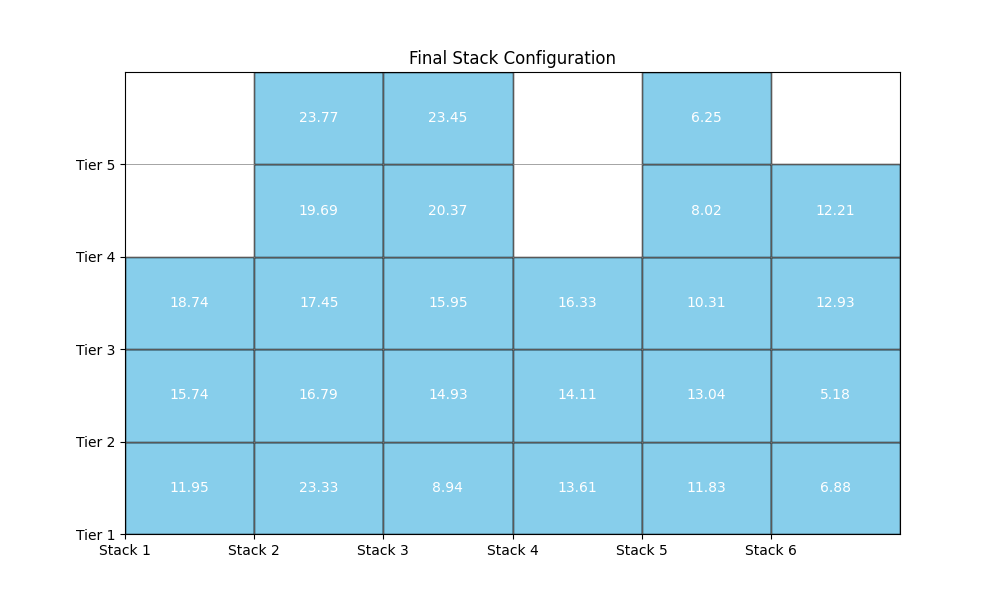 Final Stack Configuration
23.77 23.45 6.25
Tier 5
19.69 20.37 8.02 12.21
Tier 4
18.74 17.45 15.95 16.33 10.31 12.93
Tier 3
15.74 16.79 14.93 14.11 13.04 5.18
Tier 2
11.95 23.33 8.94 13.61 11.83 6.88
Tier 1
Stack 1 Stack 2 Stack 3 Stack 4 Stack 5 Stack 6